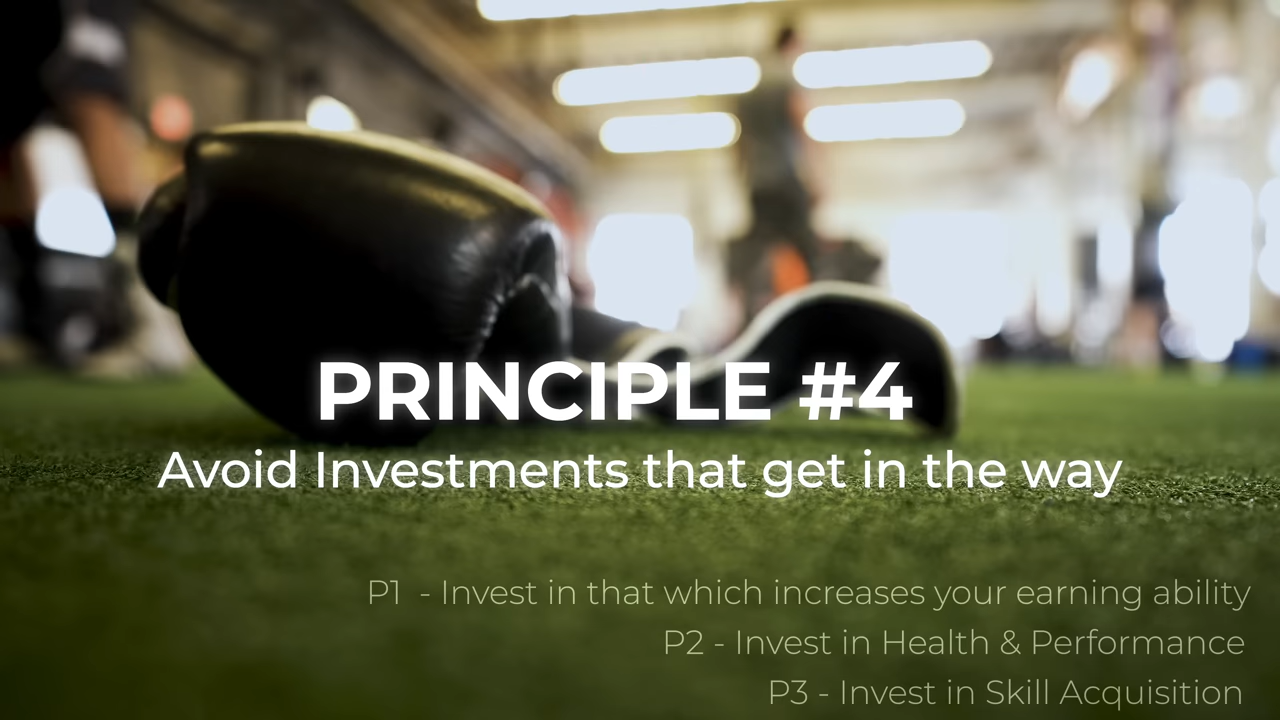 PRINCIPLE #4
Avoid Investments that get in the way
P1 - Invest in that which increases your earning ability
P2 - Invest in Health & Performance
P3 - Invest in Skill Acquisition